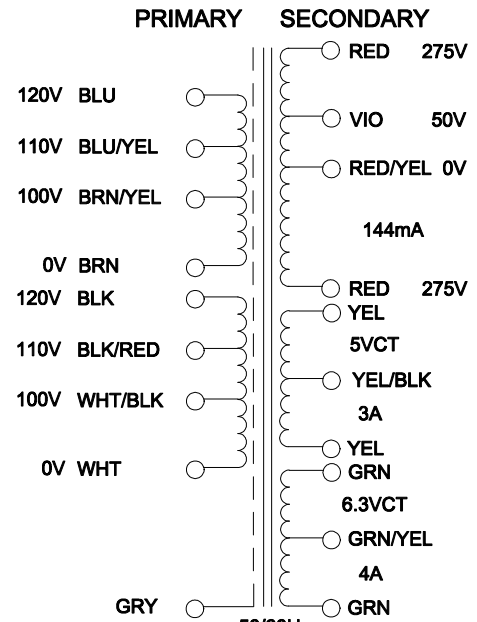 PRIMARY SECONDARY
RED 275V
120V BLU
VIO 50V
110V BLU/YEL
RED/YEL 0V
100V BRN/YEL
144mA
0V BRN
RED 275V
120V BLK
YEL
5VCT
110V BLK/RED
YEL/BLK
100V WHT/BLK
3A
YEL
0V WHT
GRN
6.3VCT
GRN/YEL
4A
GRY
GRN